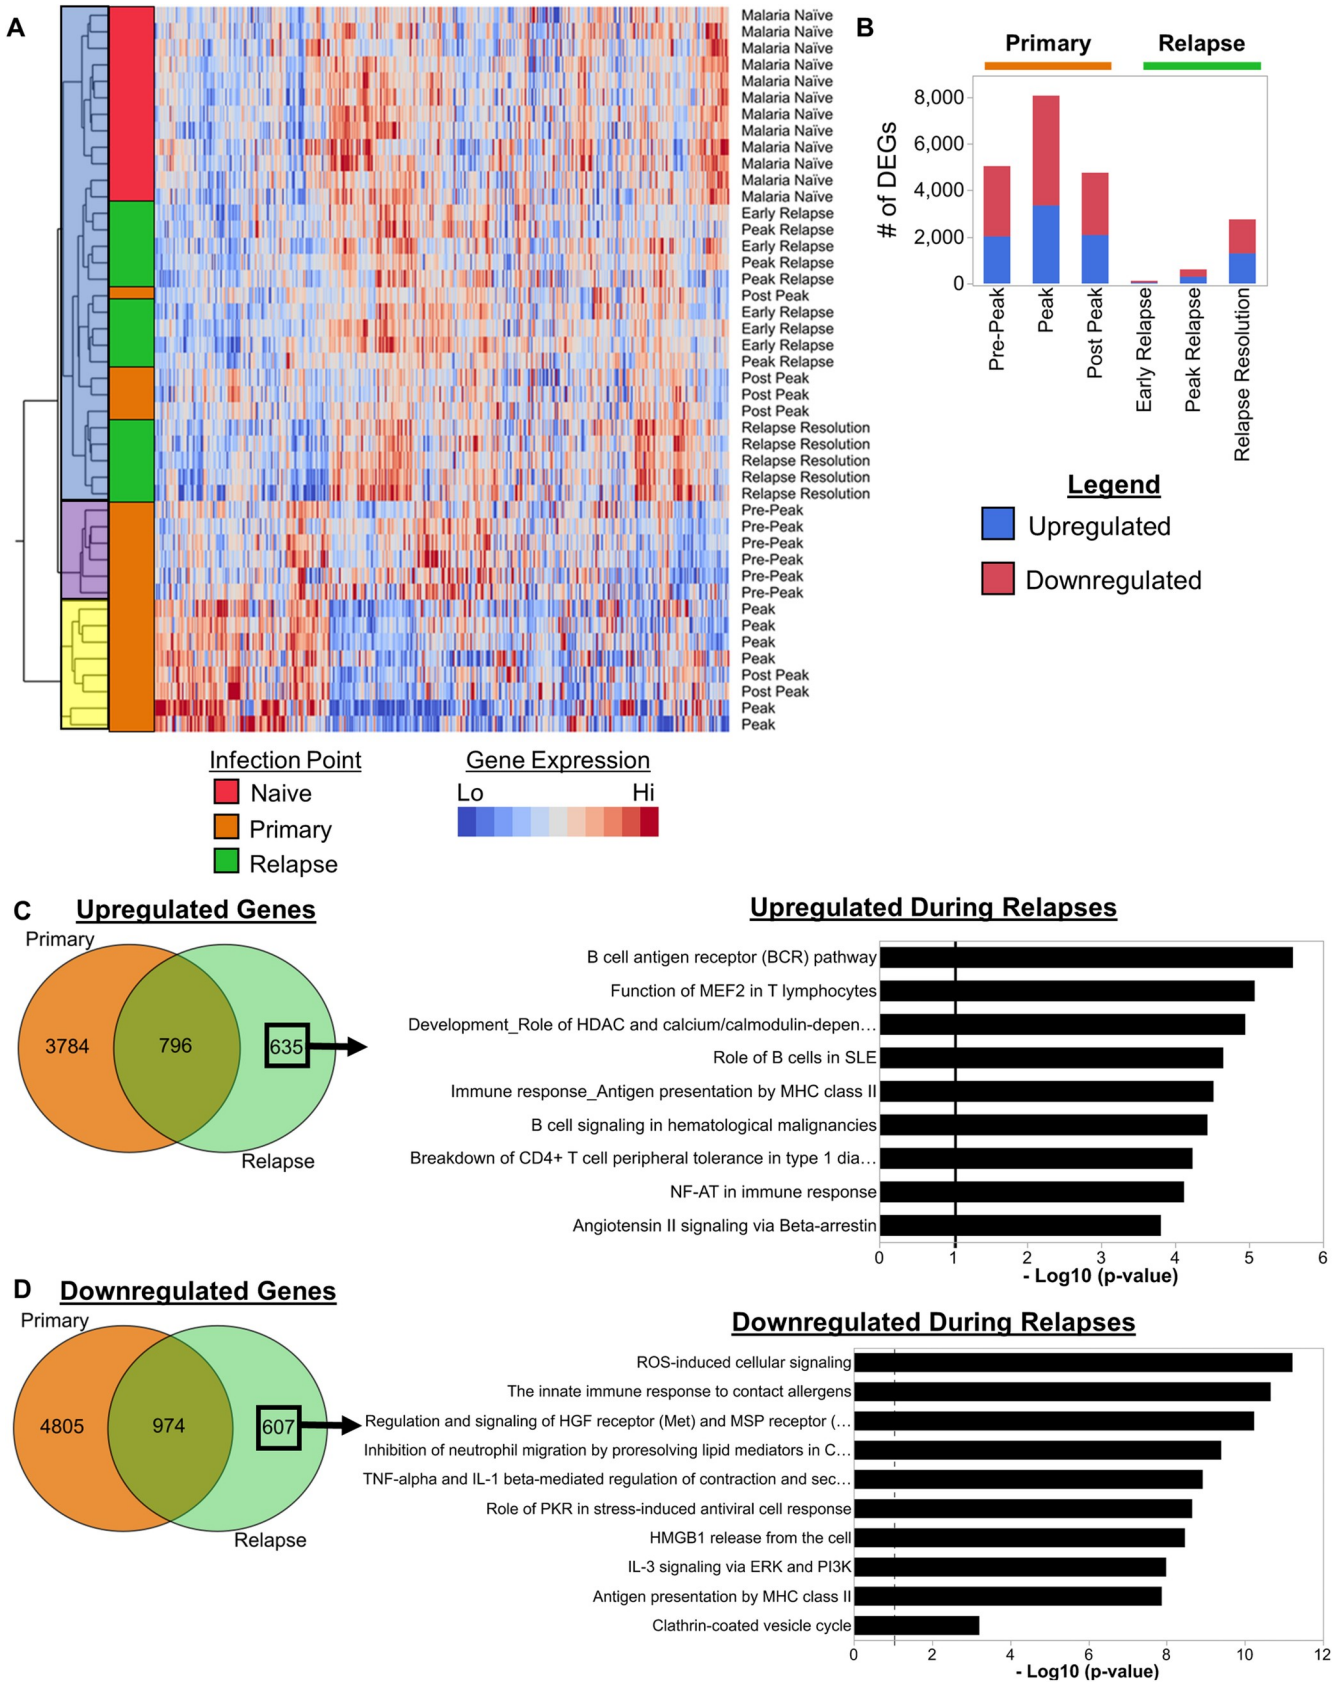 A
Malaria Naïve
Malaria Naïve
Malaria Naïve
Malaria Naïve
Malaria Naïve
Malaria Naïve
Malaria Naïve
Malaria Naïve
Malaria Naïve
Malaria Naïve
Malaria Naïve
Malaria Naïve
Early Relapse
Peak Relapse
Early Relapse
Peak Relapse
Peak Relapse
Post Peak
Early Relapse
Early Relapse
Early Relapse
Peak Relapse
Post Peak
Post Peak
Post Peak
Relapse Resolution
Relapse Resolution
Relapse Resolution
Relapse Resolution
Relapse Resolution
Pre-Peak
Pre-Peak
Pre-Peak
Pre-Peak
Pre-Peak
Pre-Peak
Peak
Peak
Peak
Peak
Post Peak
Post Peak
Peak
Peak
Infection Point
Naive
Primary
Relapse
Gene Expression
Lo Hi
B
Primary Relapse
# of DEGs
8,000
6,000
4,000
2,000
0
Pre-Peak
Peak
Post Peak
Early Relapse
Peak Relapse
Relapse Resolution
Legend
Upregulated
Downregulated
C
Upregulated Genes
Primary
3784 796 635
Relapse
Upregulated During Relapses
B cell antigen receptor (BCR) pathway
Function of MEF2 in T lymphocytes
Development_Role of HDAC and calcium/calmodulin-depen…
Role of B cells in SLE
Immune response_Antigen presentation by MHC class II
B cell signaling in hematological malignancies
Breakdown of CD4+ T cell peripheral tolerance in type 1 dia…
NF-AT in immune response
Angiotensin II signaling via Beta-arrestin
0 1 2 3 4 5 6
- Log10 (p-value)
D
Downregulated Genes
Primary
4805 974 607
Relapse
Downregulated During Relapses
ROS-induced cellular signaling
The innate immune response to contact allergens
Regulation and signaling of HGF receptor (Met) and MSP receptor (…
Inhibition of neutrophil migration by proresolving lipid mediators in C…
TNF-alpha and IL-1 beta-mediated regulation of contraction and sec…
Role of PKR in stress-induced antiviral cell response
HMGB1 release from the cell
IL-3 signaling via ERK and PI3K
Antigen presentation by MHC class II
Clathrin-coated vesicle cycle
0 2 4 6 8 10 12
- Log10 (p-value)